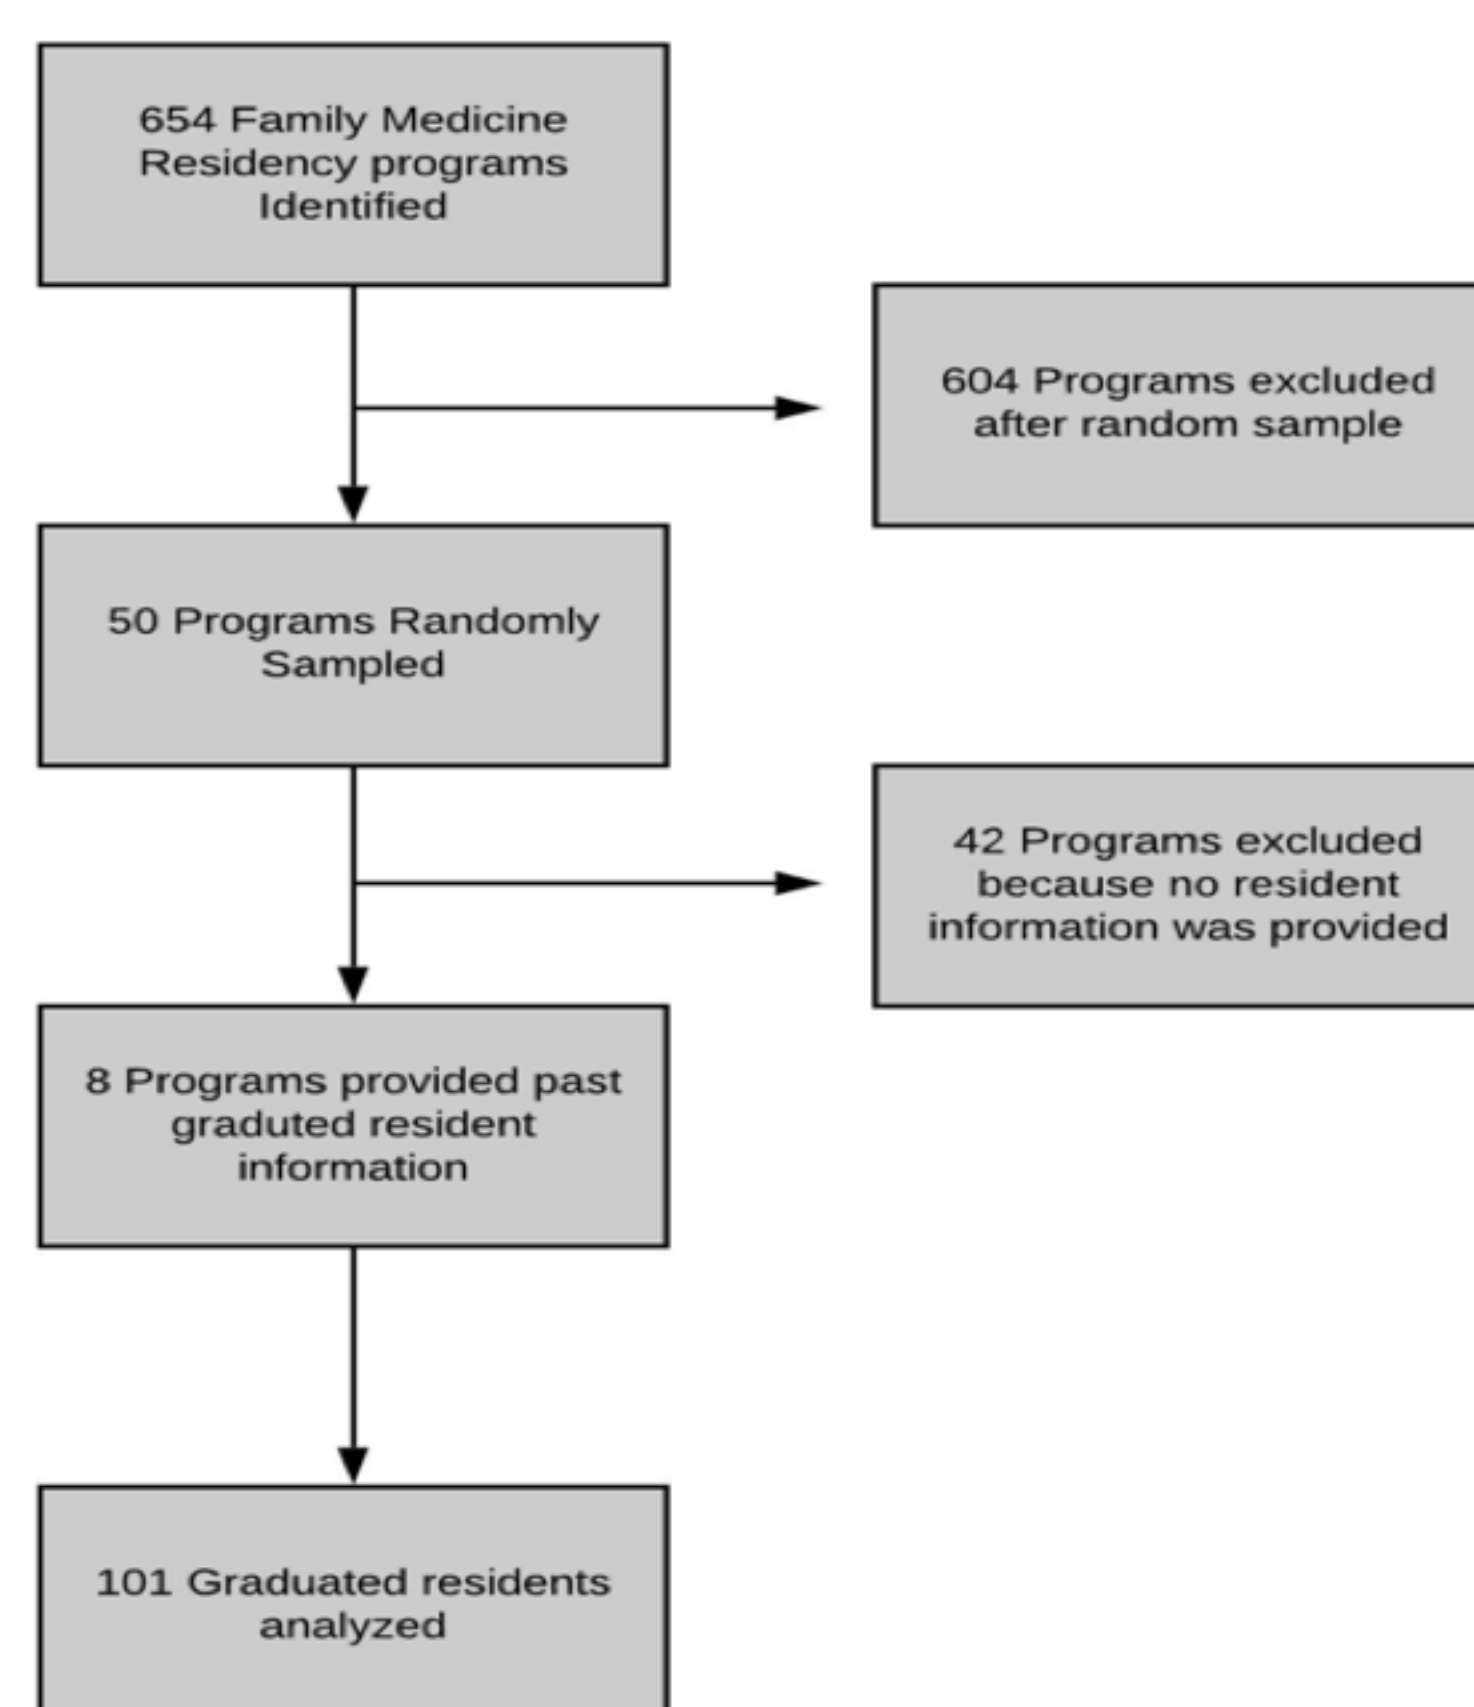 654 Family Medicine
Residency programs
Identified
604 Programs excluded
after random sample
50 Programs Randomly
Sampled
42 Programs excluded
because no resident
information was provided
8 Programs provided past
graduted resident
information
101 Graduated residents
analyzed